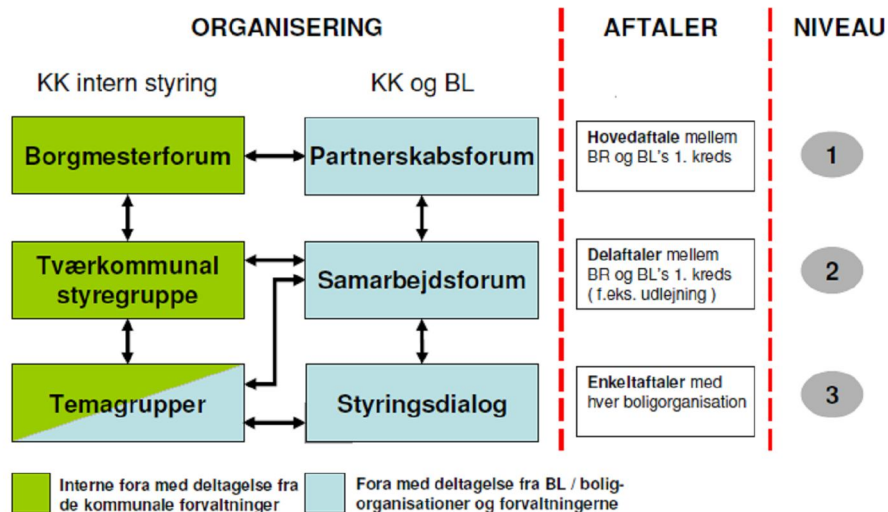 ORGANISERING
AFTALER
NIVEAU
KK intern styring
KK og BL
Borgmesterforum
Partnerskabsforum
Hovedaftale mellem
BR og BL's 1. kreds
1
Tværkommunal
styregruppe
Samarbejdsforum
Delaftaler mellem
BR og BL's 1. kreds
( f.eks. udlejning )
2
Temagrupper
Styringsdialog
Enkeltaftaler med
hver boligorganisation
3
Interne fora med deltagelse fra
de kommunale forvaltninger
Fora med deltagelse fra BL / bolig-
organisationer og forvaltningerne